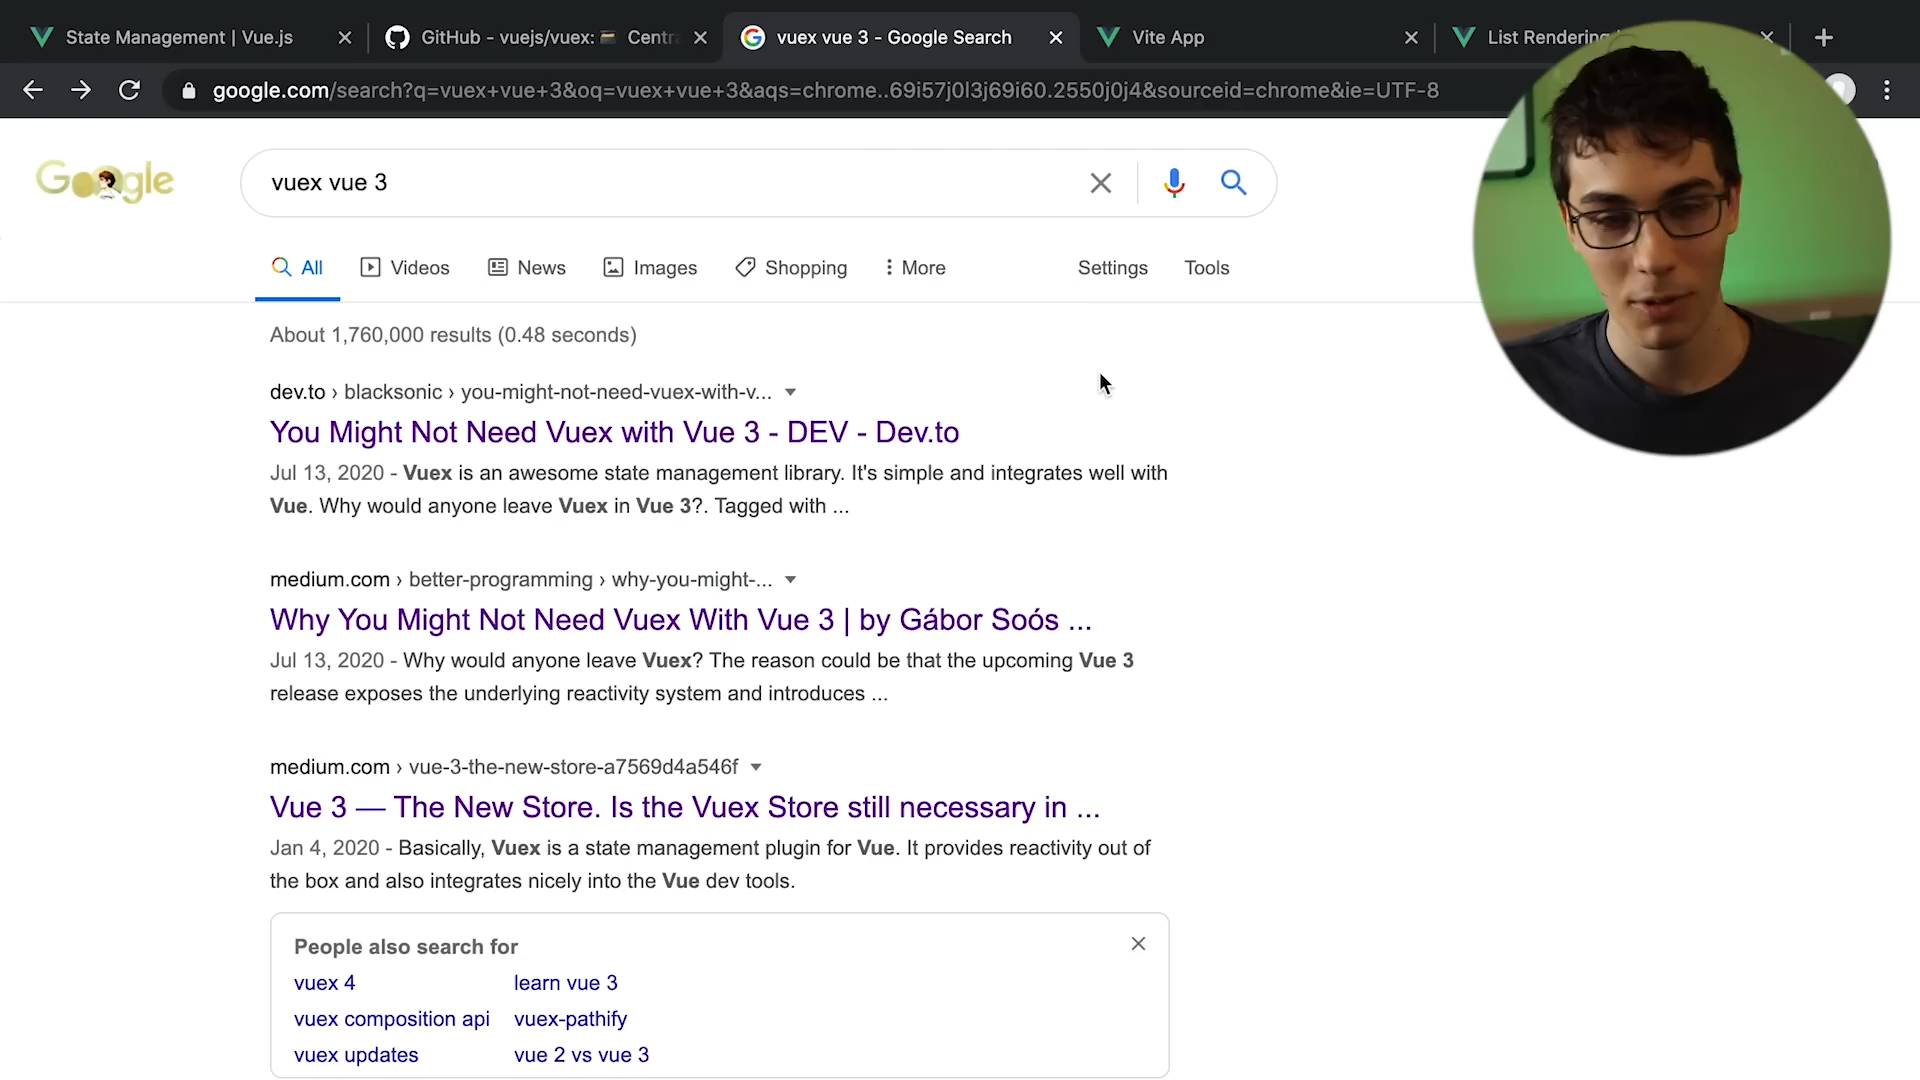 State Management | Vue.js
GitHub - vuejs/vuex: Centr
vuex vue 3 - Google Search
Vite App
List Rendering
google.com/search?q=vuex+vue+3&oq=vuex+vue+3&aqs=chrome..69i57j0l3j69i60.2550j0j4&sourceid=chrome&ie=UTF-8
Google
vuex vue 3
All
Videos
News
Images
Shopping
More
Settings
Tools
About 1,760,000 results (0.48 seconds)
dev.to › blacksonic › you-might-not-need-vuex-with-v...
You Might Not Need Vuex with Vue 3 - DEV - Dev.to
Jul 13, 2020 - Vuex is an awesome state management library. It's simple and integrates well with
Vue. Why would anyone leave Vuex in Vue 3?. Tagged with ...
medium.com › better-programming › why-you-might-...
Why You Might Not Need Vuex With Vue 3 | by Gábor Soós ...
Jul 13, 2020 - Why would anyone leave Vuex? The reason could be that the upcoming Vue 3
release exposes the underlying reactivity system and introduces ...
medium.com › vue-3-the-new-store-a7569d4a546f
Vue 3 — The New Store. Is the Vuex Store still necessary in ...
Jan 4, 2020 - Basically, Vuex is a state management plugin for Vue. It provides reactivity out of
the box and also integrates nicely into the Vue dev tools.
People also search for
vuex 4
learn vue 3
vuex composition api
vuex-pathify
vuex updates
vue 2 vs vue 3